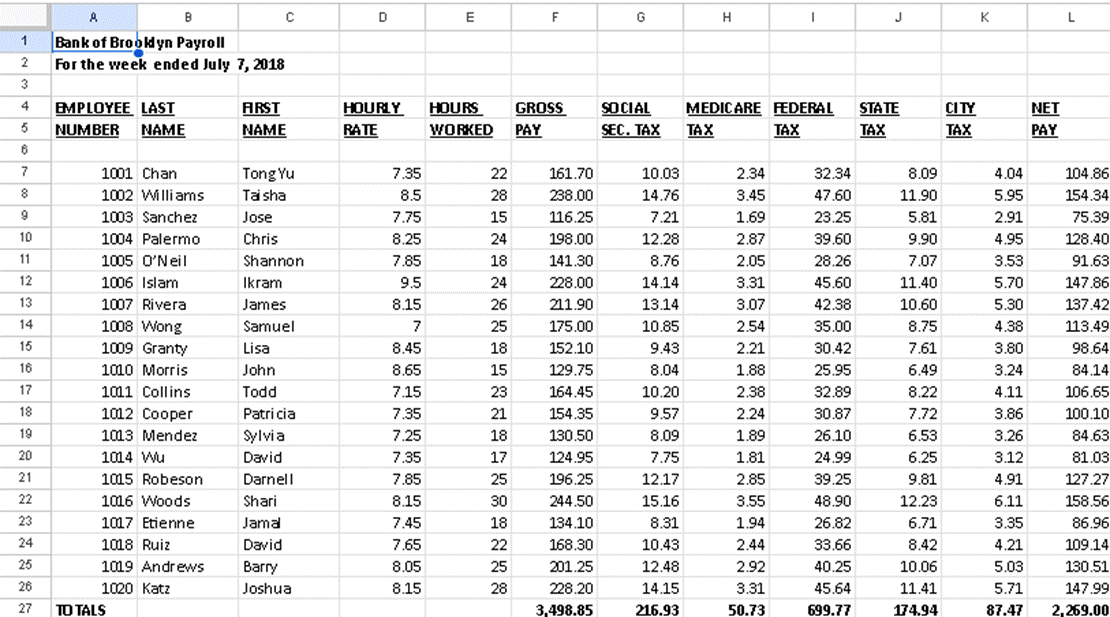 A B C D E F G H I J K L
1 Bank of Brooklyn Payroll
2 For the week ended July 7, 2018
3
4 EMPLOYEE LAST FIRST HOURLY HOURS GROSS SOCIAL MEDICARE FEDERAL STATE CITY NET
5 NUMBER NAME NAME RATE WORKED PAY SEC. TAX TAX TAX TAX TAX PAY
6
7 1001 Chan Tong Yu 7.35 22 161.70 10.03 2.34 32.34 8.09 4.04 104.86
8 1002 Williams Taisha 8.5 28 238.00 14.76 3.45 47.60 11.90 5.95 154.34
9 1003 Sanchez Jose 7.75 15 116.25 7.21 1.69 23.25 5.81 2.91 75.39
10 1004 Palermo Chris 8.25 24 198.00 12.28 2.87 39.60 9.90 4.95 128.40
11 1005 O'Neil Shannon 7.85 18 141.30 8.76 2.05 28.26 7.07 3.53 91.63
12 1006 Islam Ikram 9.5 24 228.00 14.14 3.31 45.60 11.40 5.70 147.86
13 1007 Rivera James 8.15 26 211.90 13.14 3.07 42.38 10.60 5.30 137.42
14 1008 Wong Samuel 7 25 175.00 10.85 2.54 35.00 8.75 4.38 113.49
15 1009 Granty Lisa 8.45 18 152.10 9.43 2.21 30.42 7.61 3.80 98.64
16 1010 Morris John 8.65 15 129.75 8.04 1.88 25.95 6.49 3.24 84.14
17 1011 Collins Todd 7.15 23 164.45 10.20 2.38 32.89 8.22 4.11 106.65
18 1012 Cooper Patricia 7.35 21 154.35 9.57 2.24 30.87 7.72 3.86 100.10
19 1013 Mendez Sylvia 7.25 18 130.50 8.09 1.89 26.10 6.53 3.26 84.63
20 1014 Wu David 7.35 17 124.95 7.75 1.81 24.99 6.25 3.12 81.03
21 1015 Robeson Darnell 7.85 25 196.25 12.17 2.85 39.25 9.81 4.91 127.27
22 1016 Woods Shari 8.15 30 244.50 15.16 3.55 48.90 12.23 6.11 158.56
23 1017 Etienne Jamal 7.45 18 134.10 8.31 1.94 26.82 6.71 3.35 86.96
24 1018 Ruiz David 7.65 22 168.30 10.43 2.44 33.66 8.42 4.21 109.14
25 1019 Andrews Barry 8.05 25 201.25 12.48 2.92 40.25 10.06 5.03 130.51
26 1020 Katz Joshua 8.15 28 228.20 14.15 3.31 45.64 11.41 5.71 147.99
27 TOTALS 3,498.85 216.93 50.73 699.77 174.94 87.47 2,269.00